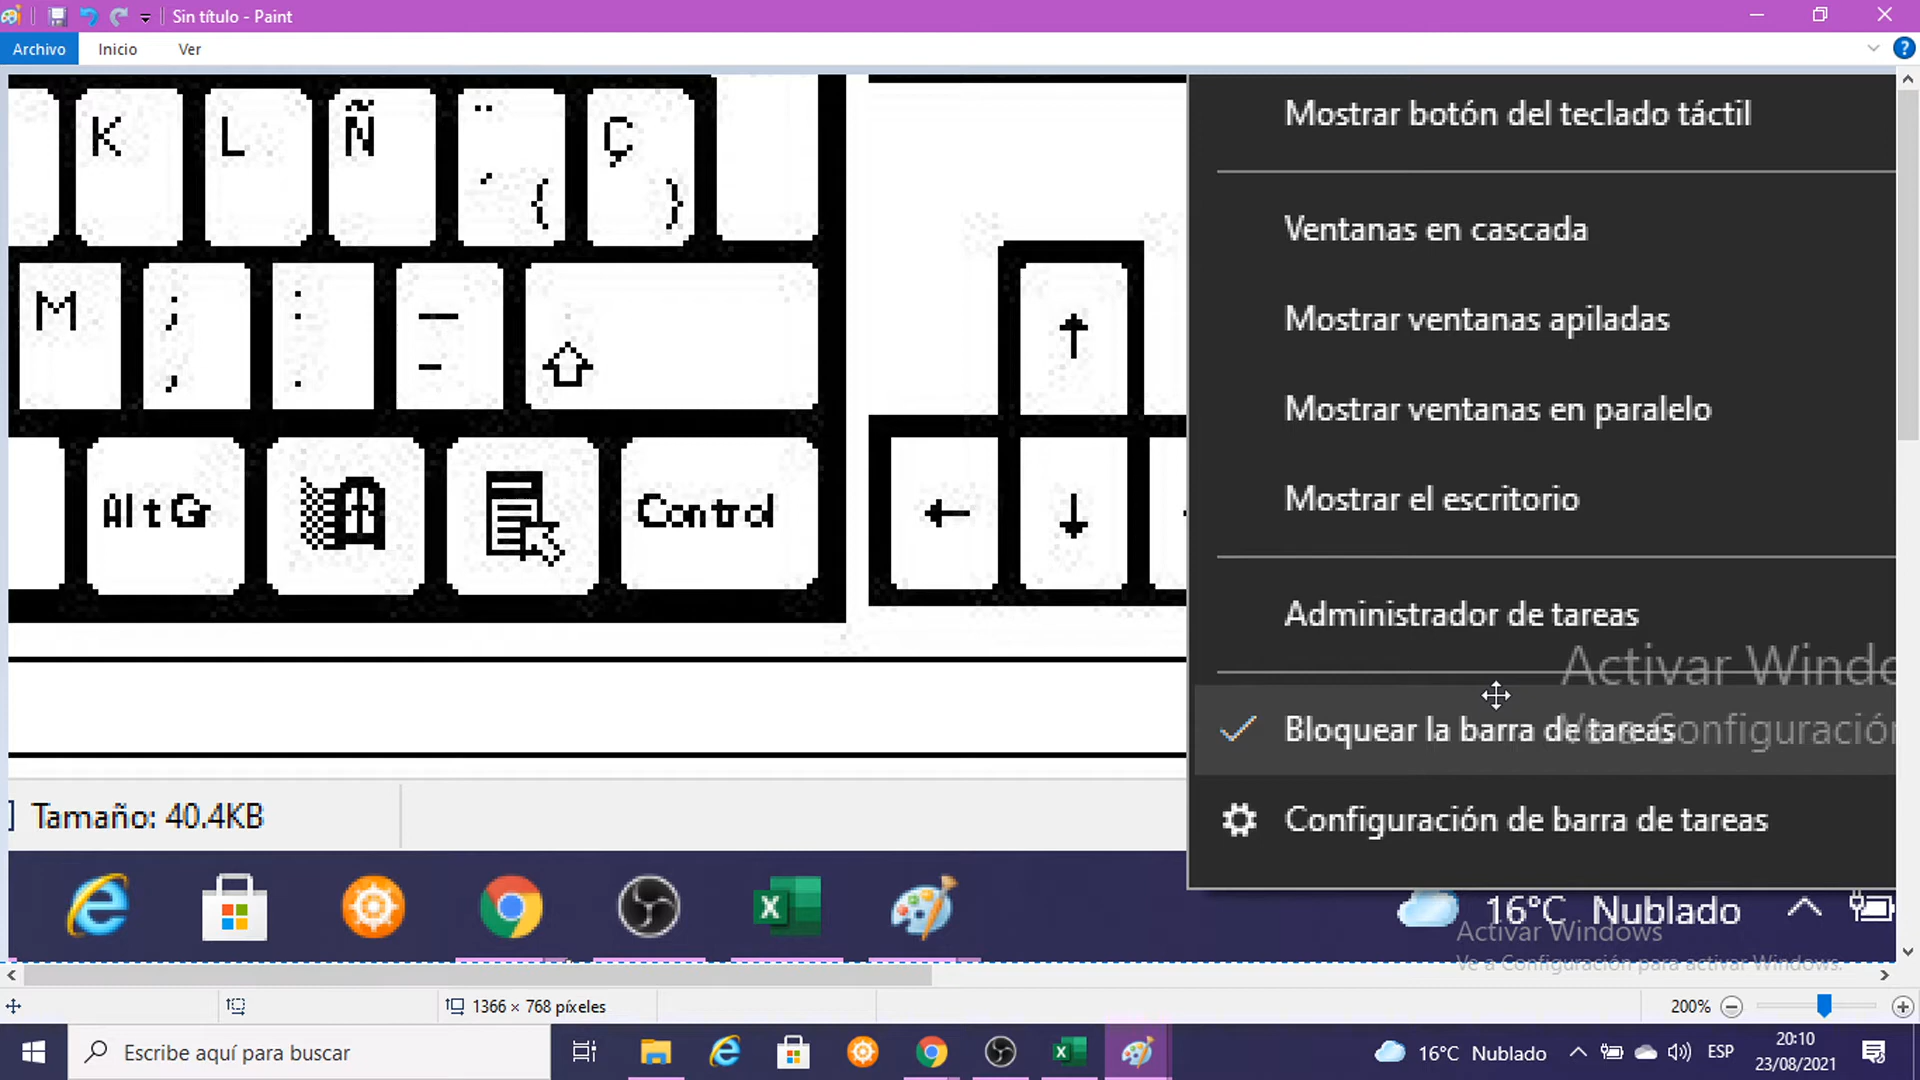 Sin título - Paint
Archivo Inicio Ver
K L Ñ ¨ ´ { Ç }
M ; , : . — -
Alt Gr Control
Mostrar botón del teclado táctil
Ventanas en cascada
Mostrar ventanas apiladas
Mostrar ventanas en paralelo
Mostrar el escritorio
Administrador de tareas
Activar Windo
Bloquear la barra de tareas
Ve a Configuración
Configuración de barra de tareas
Tamaño: 40.4KB
16°C Nublado
Activar Windows
Ve a Configuración para activar Windows.
1366 × 768 píxeles
200%
Escribe aquí para buscar
16°C Nublado
ESP
20:10
23/08/2021